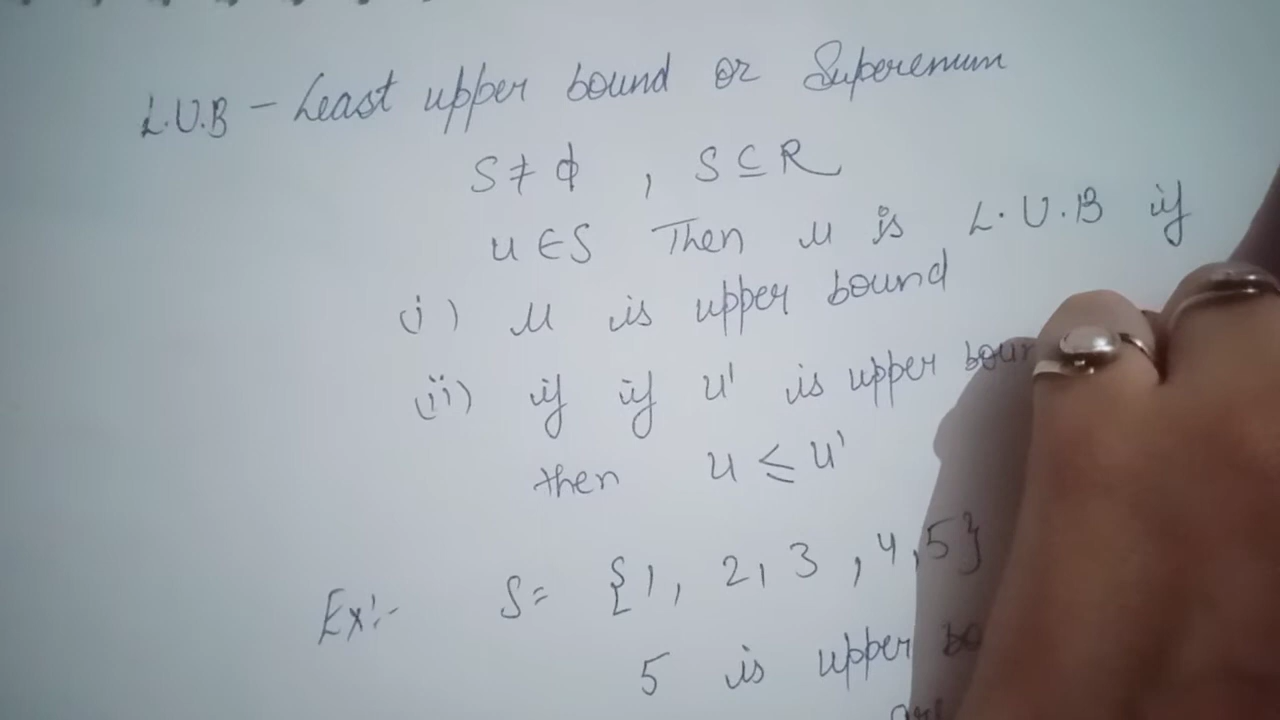 L.U.B - Least upper bound or Superemum
S ≠ ϕ , S ⊆ R
u ∈ S Then u is L.U.B if
(i) u is upper bound
(ii) if if u' is upper
then u ≤ u'
Ex:- S = {1, 2, 3, 4, 5}
5 is upper